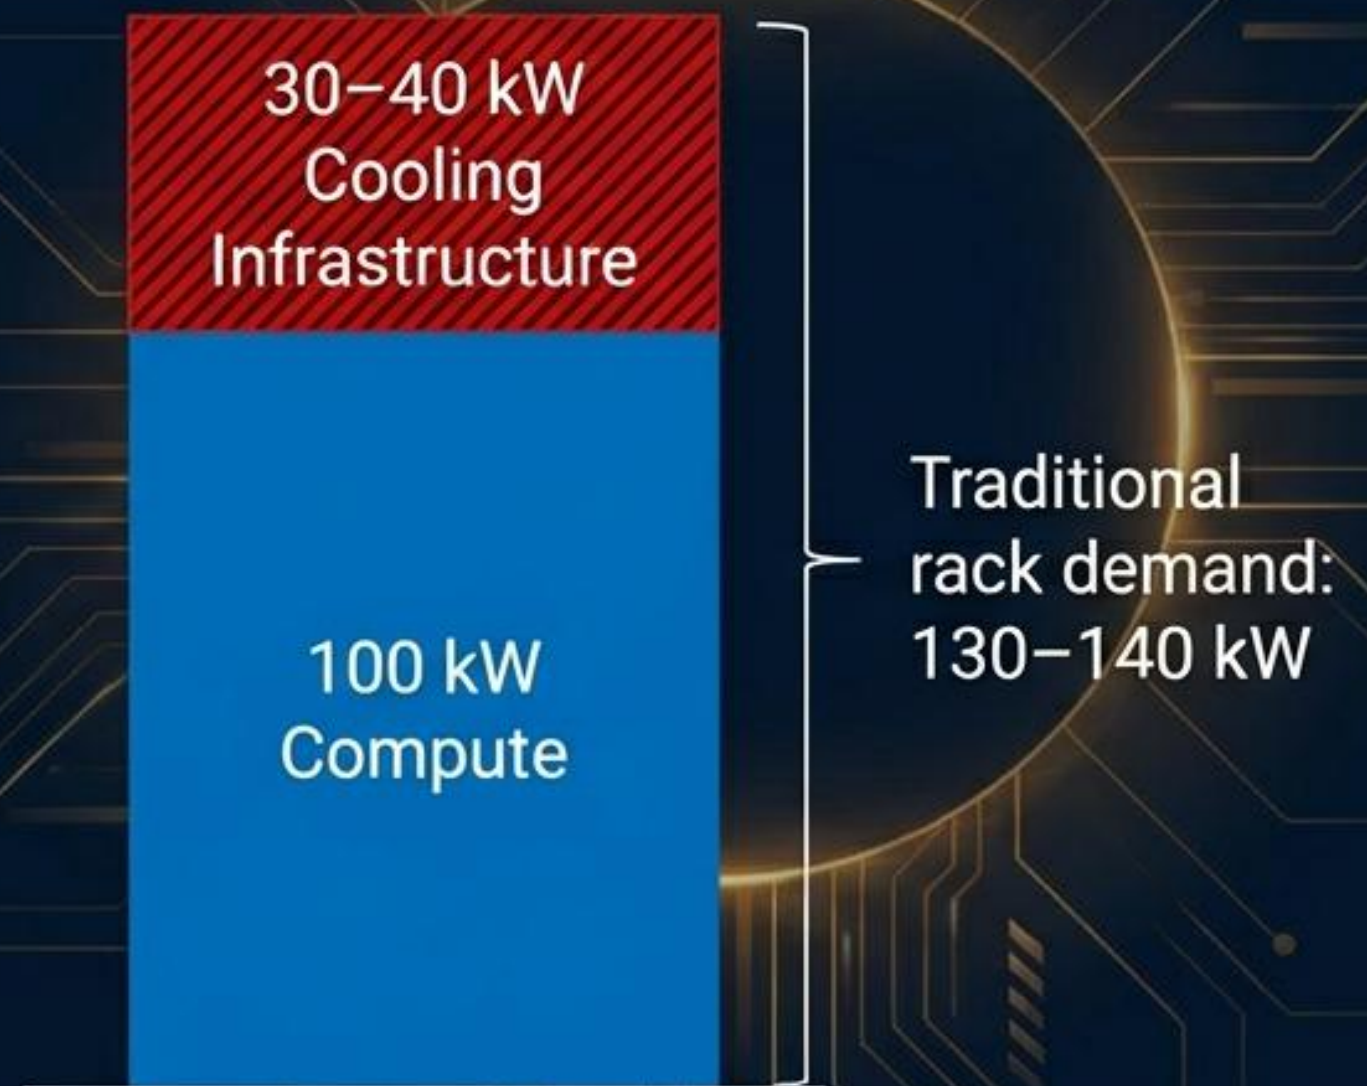 30–40 kW
Cooling
Infrastructure
100 kW
Compute
Traditional
rack demand:
130–140 kW